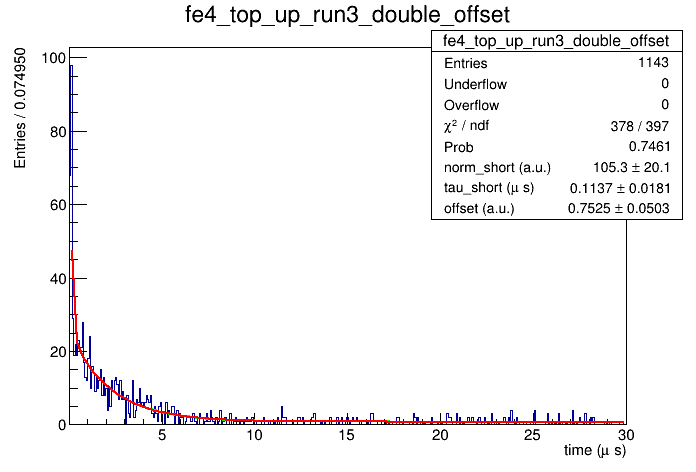 fe4_top_up_run3_double_offset
fe4_top_up_run3_double_offset
Entries 1143
Underflow 0
Overflow 0
χ² / ndf 378 / 397
Prob 0.7461
norm_short (a.u.) 105.3 ± 20.1
tau_short (μ s) 0.1137 ± 0.0181
offset (a.u.) 0.7525 ± 0.0503
Entries / 0.074950
100
80
60
40
20
0
5 10 15 20 25 30
time (μ s)